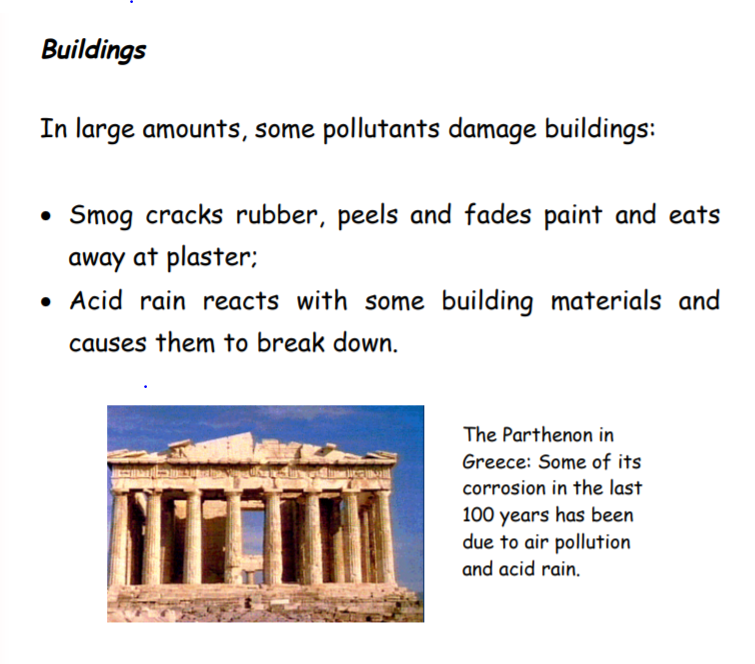 Buildings
In large amounts, some pollutants damage buildings:
• Smog cracks rubber, peels and fades paint and eats
away at plaster;
• Acid rain reacts with some building materials and
causes them to break down.
The Parthenon in
Greece: Some of its
corrosion in the last
100 years has been
due to air pollution
and acid rain.